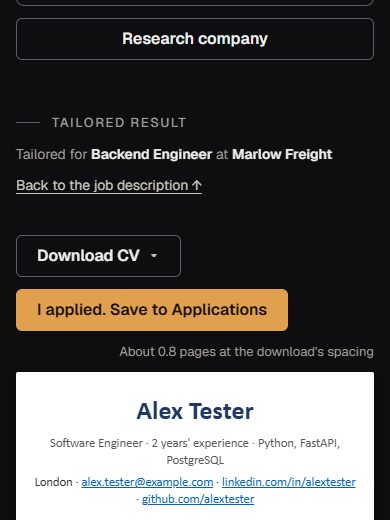 Research company
TAILORED RESULT
Tailored for Backend Engineer at Marlow Freight
Back to the job description ↑
Download CV
I applied. Save to Applications
About 0.8 pages at the download's spacing
Alex Tester
Software Engineer · 2 years' experience · Python, FastAPI,
PostgreSQL
London · alex.tester@example.com · linkedin.com/in/alextester
· github.com/alextester